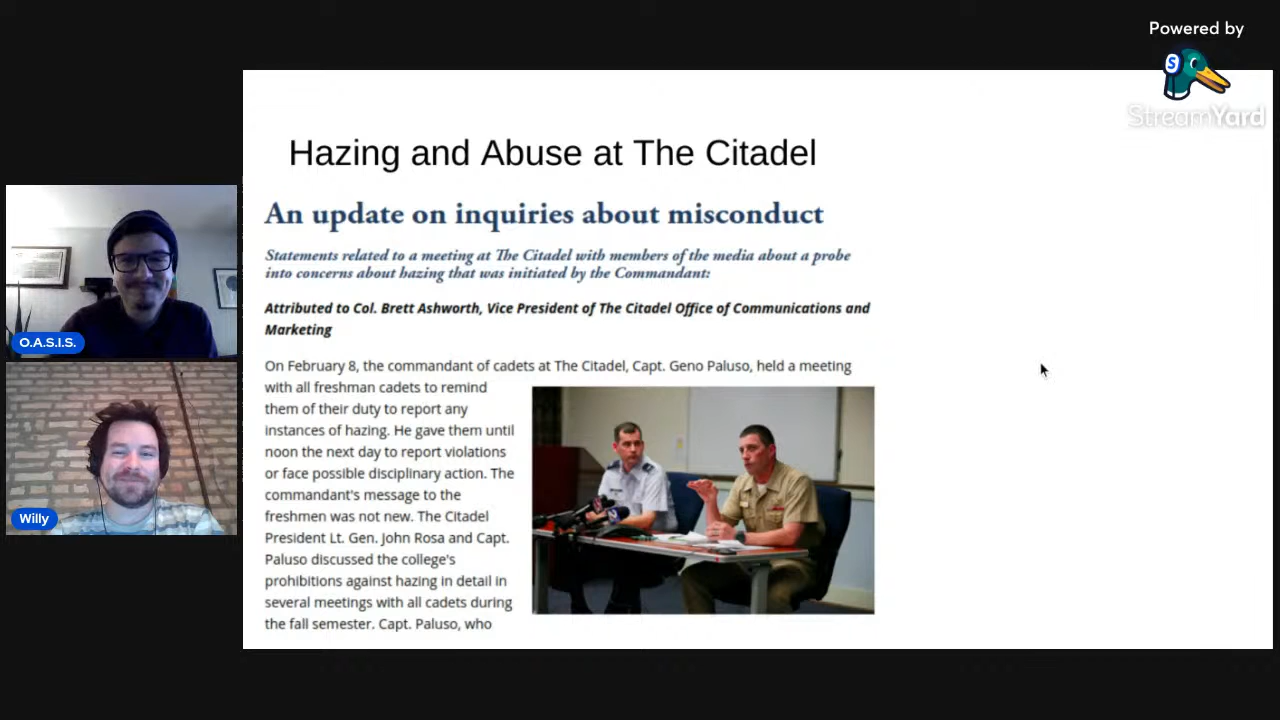 Powered by
StreamYard
Hazing and Abuse at The Citadel
An update on inquiries about misconduct
Statements related to a meeting at The Citadel with members of the media about a probe
into concerns about hazing that was initiated by the Commandant:
Attributed to Col. Brett Ashworth, Vice President of The Citadel Office of Communications and
Marketing
On February 8, the commandant of cadets at The Citadel, Capt. Geno Paluso, held a meeting
with all freshman cadets to remind
them of their duty to report any
instances of hazing. He gave them until
noon the next day to report violations
or face possible disciplinary action. The
commandant's message to the
freshmen was not new. The Citadel
President Lt. Gen. John Rosa and Capt.
Paluso discussed the college's
prohibitions against hazing in detail in
several meetings with all cadets during
the fall semester. Capt. Paluso, who
O.A.S.I.S.
Willy